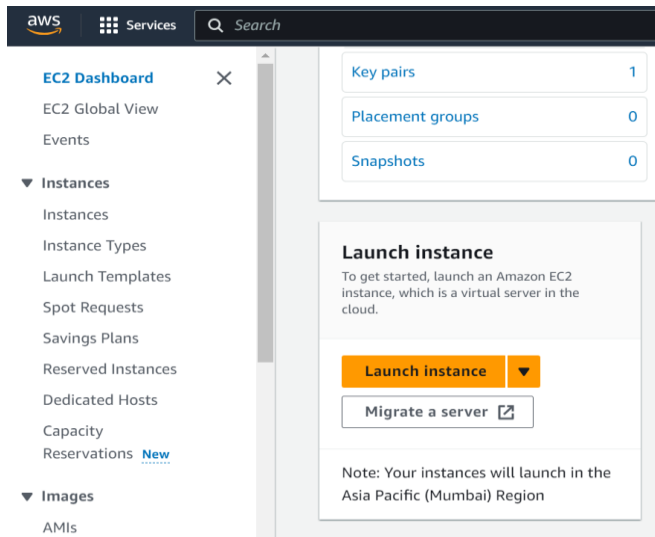 aws
Services
Search
EC2 Dashboard
EC2 Global View
Events
Instances
Instances
Instance Types
Launch Templates
Spot Requests
Savings Plans
Reserved Instances
Dedicated Hosts
Capacity
Reservations New
Images
AMIs
Key pairs 1
Placement groups 0
Snapshots 0
Launch instance
To get started, launch an Amazon EC2
instance, which is a virtual server in the
cloud.
Launch instance
Migrate a server
Note: Your instances will launch in the
Asia Pacific (Mumbai) Region